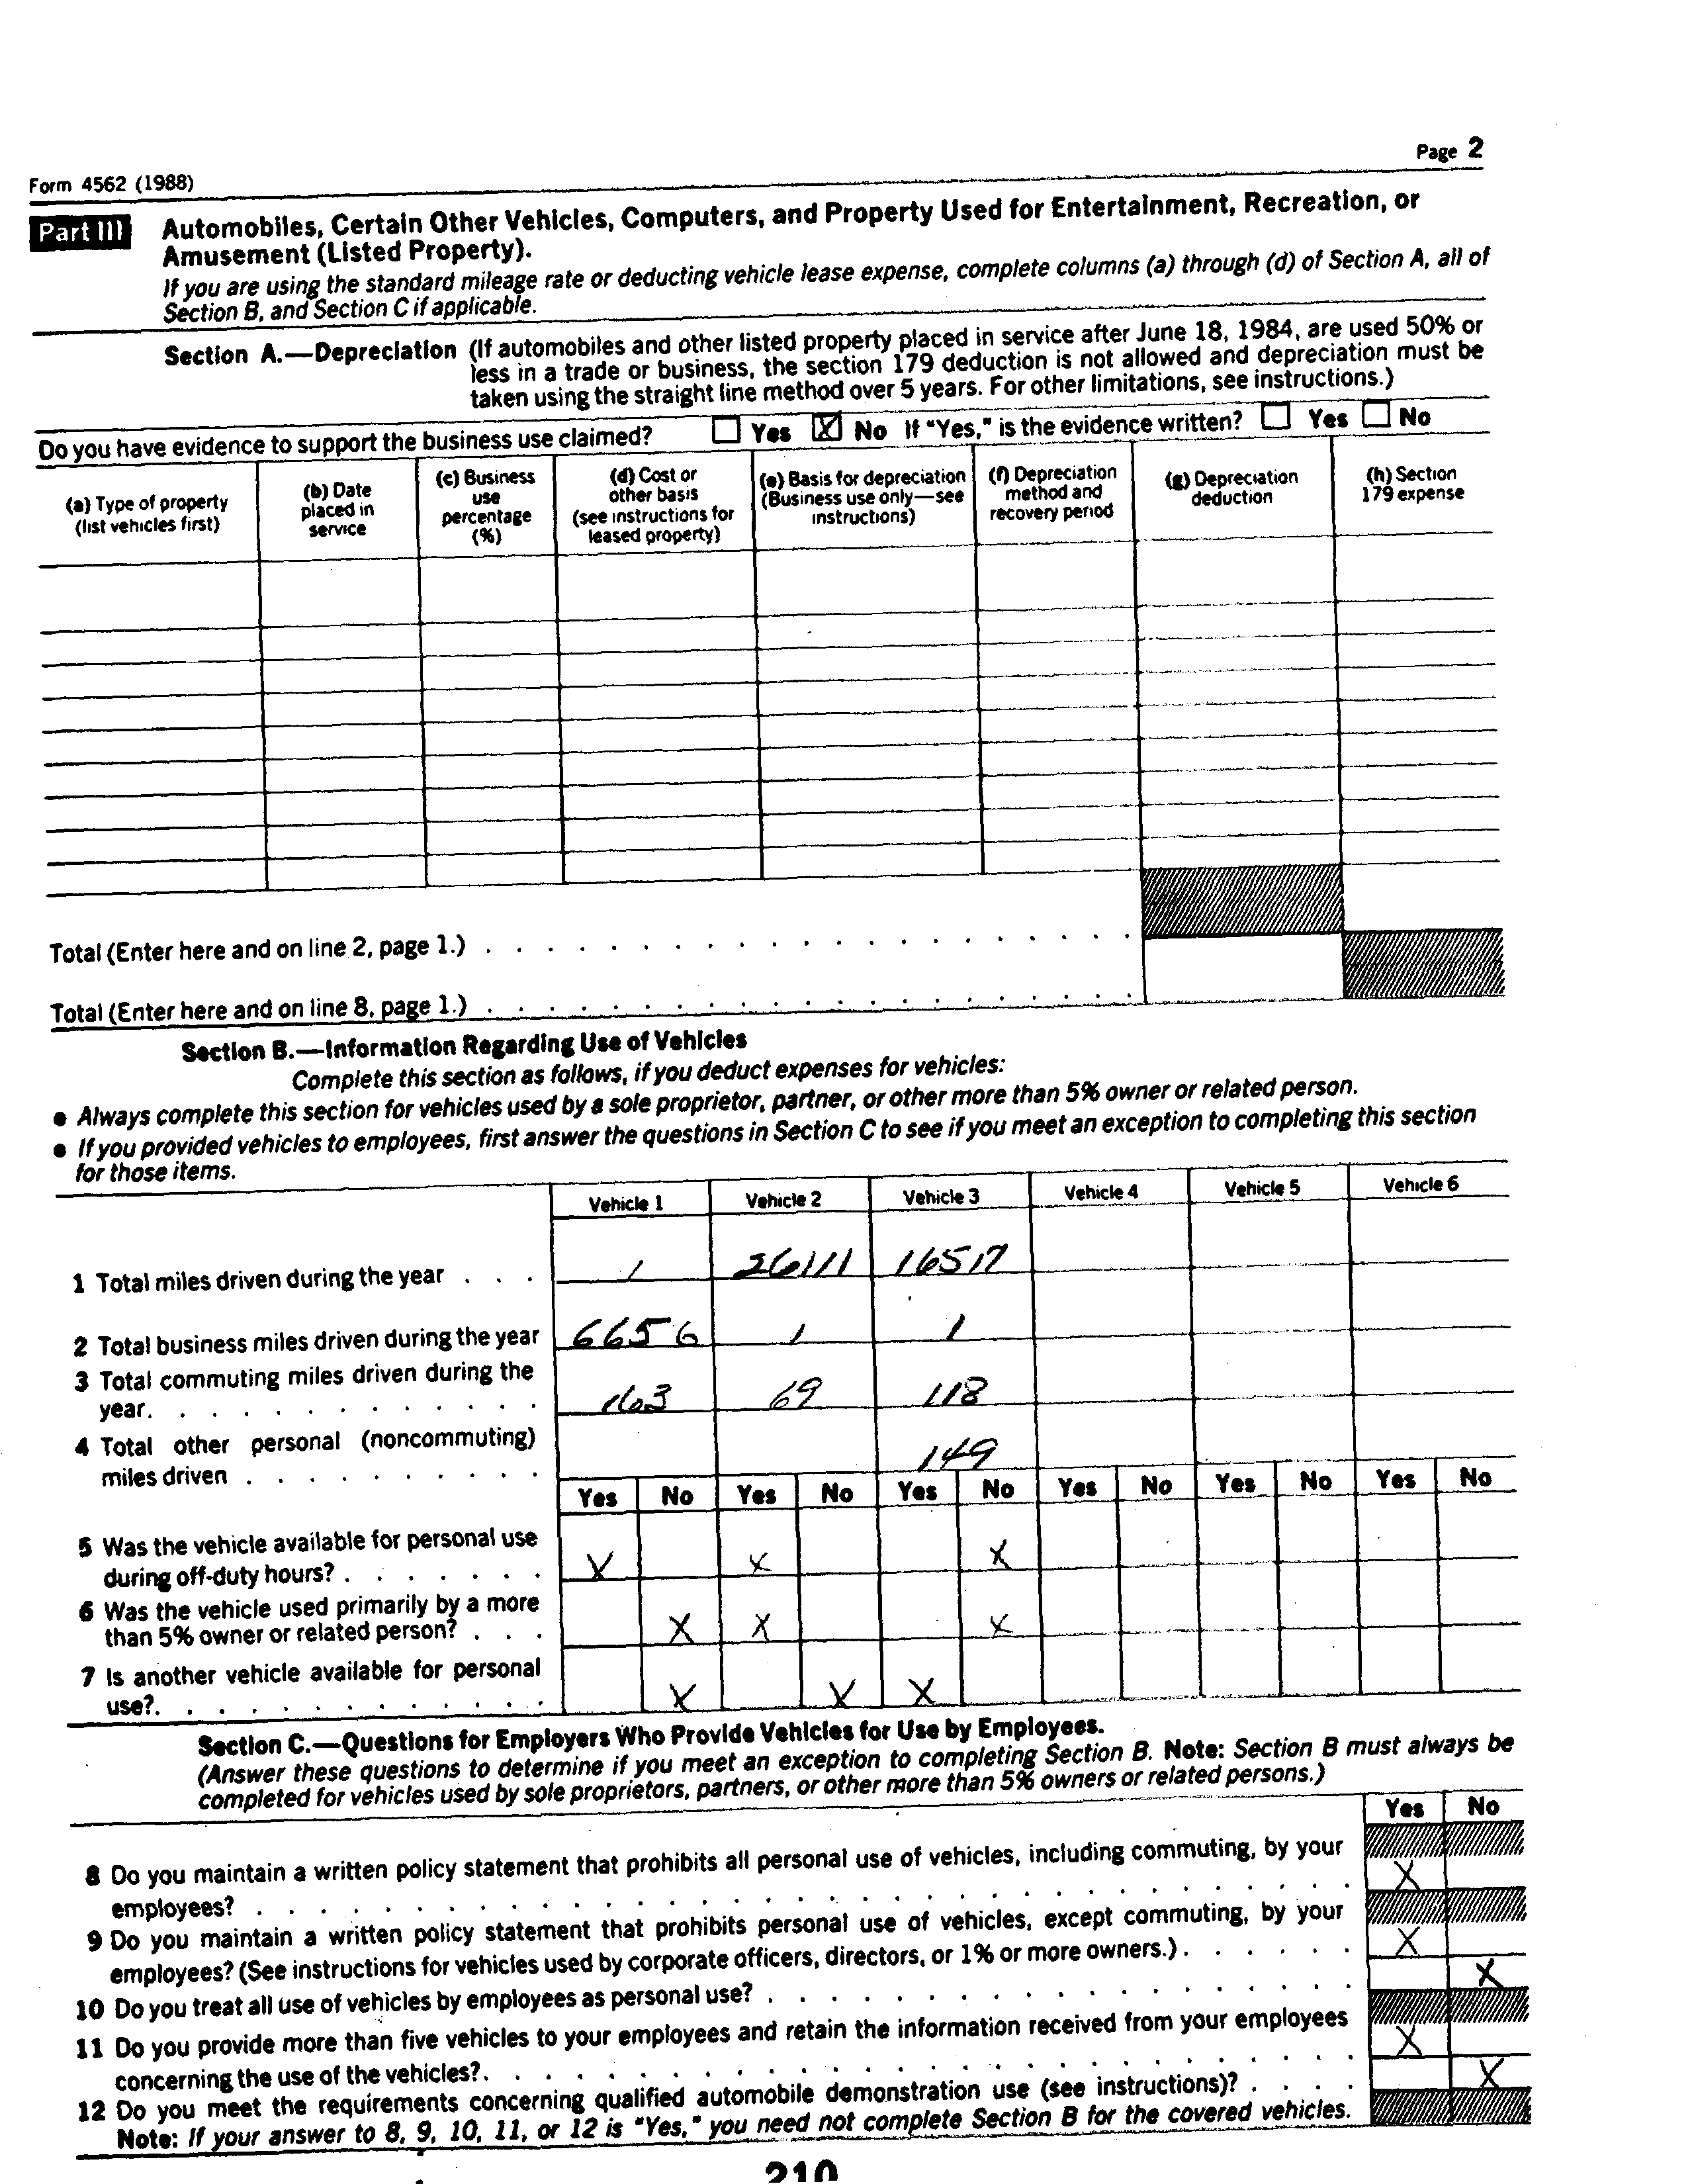 Page 2
Form 4562 (1988)
Part III Automobiles, Certain Other Vehicles, Computers, and Property Used for Entertainment, Recreation, or
Amusement (Listed Property).
If you are using the standard mileage rate or deducting vehicle lease expense, complete columns (a) through (d) of Section A, all of
Section B, and Section C if applicable.
Section A.—Depreciation (If automobiles and other listed property placed in service after June 18, 1984, are used 50% or
less in a trade or business, the section 179 deduction is not allowed and depreciation must be
taken using the straight line method over 5 years. For other limitations, see instructions.)
Do you have evidence to support the business use claimed? ☐ Yes ☒ No If "Yes," is the evidence written? ☐ Yes ☐ No
(a) Type of property
(list vehicles first)
(b) Date
placed in
service
(c) Business
use
percentage
(%)
(d) Cost or
other basis
(see instructions for
leased property)
(e) Basis for depreciation
(Business use only—see
instructions)
(f) Depreciation
method and
recovery period
(g) Depreciation
deduction
(h) Section
179 expense
Total (Enter here and on line 2, page 1.) . . . . . . . . . . . . . . . . . . . . .
Total (Enter here and on line 8, page 1.) . . . . . . . . . . . . . . . . . . . . .
Section B.—Information Regarding Use of Vehicles
Complete this section as follows, if you deduct expenses for vehicles:
● Always complete this section for vehicles used by a sole proprietor, partner, or other more than 5% owner or related person.
● If you provided vehicles to employees, first answer the questions in Section C to see if you meet an exception to completing this section
for those items.
Vehicle 1 Vehicle 2 Vehicle 3 Vehicle 4 Vehicle 5 Vehicle 6
1 Total miles driven during the year . . . 1 26111 16517
2 Total business miles driven during the year 6656 1 1
3 Total commuting miles driven during the
year. . . . . . . . . . . . . 163 69 118
4 Total other personal (noncommuting)
miles driven . . . . . . . . . . 149
Yes No Yes No Yes No Yes No Yes No Yes No
5 Was the vehicle available for personal use
during off-duty hours? . . . . . . . X X X
6 Was the vehicle used primarily by a more
than 5% owner or related person? . . . X X X
7 Is another vehicle available for personal
use?. . . . . . . . . . . . . X X X
Section C.—Questions for Employers Who Provide Vehicles for Use by Employees.
(Answer these questions to determine if you meet an exception to completing Section B. Note: Section B must always be
completed for vehicles used by sole proprietors, partners, or other more than 5% owners or related persons.)
Yes No
8 Do you maintain a written policy statement that prohibits all personal use of vehicles, including commuting, by your
employees? . . . . . . . . . . . . . . . . . . . . . . . . . . X
9 Do you maintain a written policy statement that prohibits personal use of vehicles, except commuting, by your
employees? (See instructions for vehicles used by corporate officers, directors, or 1% or more owners.) . . . . . . X
10 Do you treat all use of vehicles by employees as personal use? . . . . . . . . . . . . . . . . . . X
11 Do you provide more than five vehicles to your employees and retain the information received from your employees
concerning the use of the vehicles?. . . . . . . . . . . . . . . . . . . . . . . . . . . X
12 Do you meet the requirements concerning qualified automobile demonstration use (see instructions)? . . . . X
Note: If your answer to 8, 9, 10, 11, or 12 is "Yes," you need not complete Section B for the covered vehicles.
210